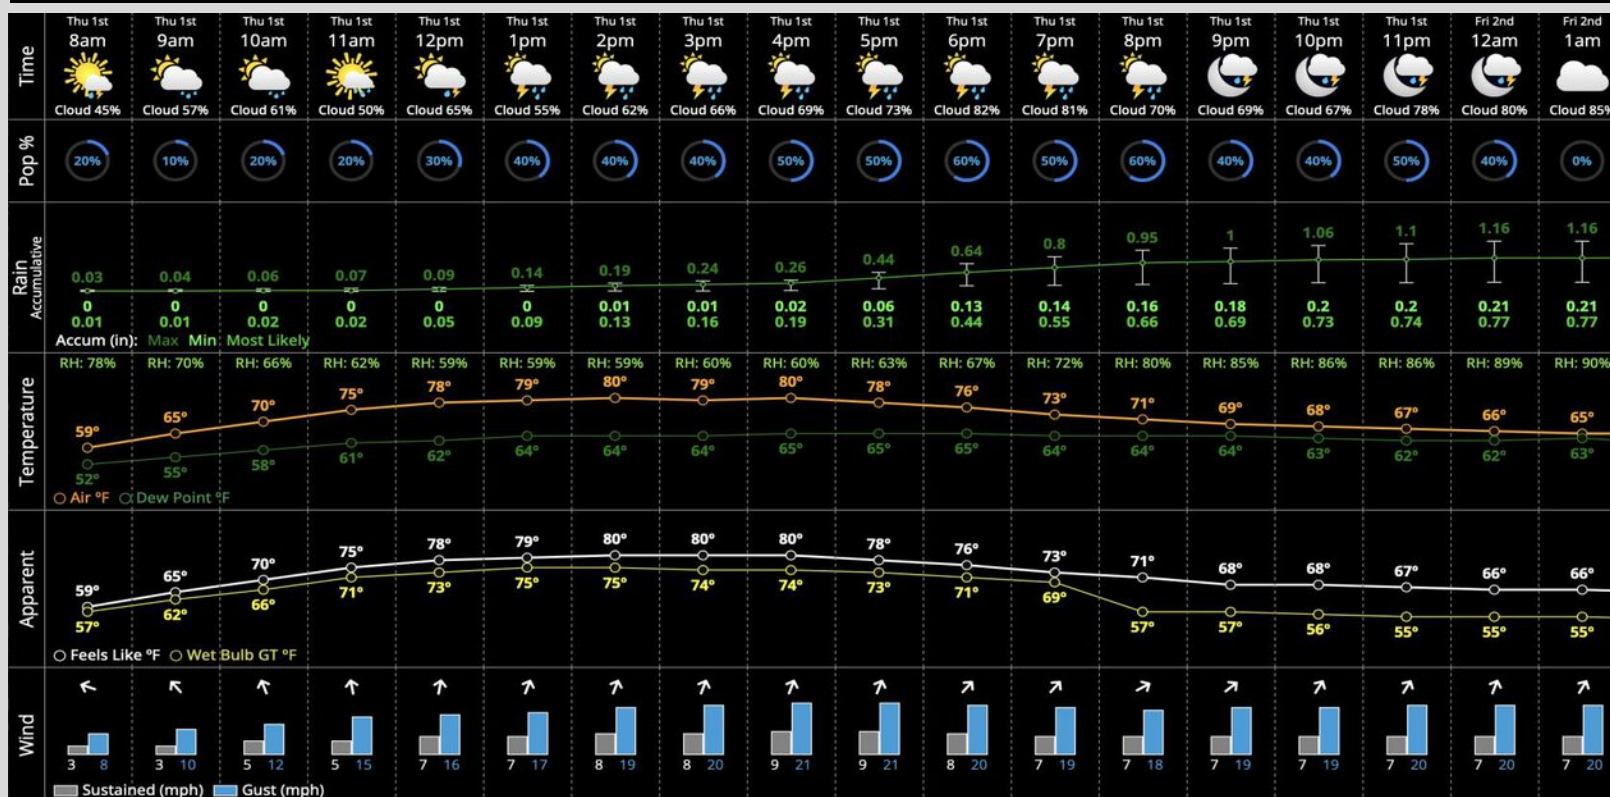 Time
Thu 1st Thu 1st Thu 1st Thu 1st Thu 1st Thu 1st Thu 1st Thu 1st Thu 1st Thu 1st Thu 1st Thu 1st Thu 1st Thu 1st Thu 1st Thu 1st Fri 2nd Fri 2nd
8am 9am 10am 11am 12pm 1pm 2pm 3pm 4pm 5pm 6pm 7pm 8pm 9pm 10pm 11pm 12am 1am
Cloud 45% Cloud 57% Cloud 61% Cloud 50% Cloud 65% Cloud 55% Cloud 62% Cloud 66% Cloud 69% Cloud 73% Cloud 82% Cloud 81% Cloud 70% Cloud 69% Cloud 67% Cloud 78% Cloud 80% Cloud 85%
Pop %
20% 10% 20% 20% 30% 40% 40% 40% 50% 50% 60% 50% 60% 40% 40% 50% 40% 0%
Rain
Accumulative
0.03 0.04 0.06 0.07 0.09 0.14 0.19 0.24 0.26 0.44 0.64 0.8 0.95 1 1.06 1.1 1.16 1.16
0 0 0 0 0 0 0.01 0.01 0.02 0.06 0.13 0.14 0.16 0.18 0.2 0.2 0.21 0.21
0.01 0.01 0.02 0.02 0.05 0.09 0.13 0.16 0.19 0.31 0.44 0.55 0.66 0.69 0.73 0.74 0.77 0.77
Accum (in): Max Min Most Likely
Temperature
RH: 78% RH: 70% RH: 66% RH: 62% RH: 59% RH: 59% RH: 59% RH: 60% RH: 60% RH: 63% RH: 67% RH: 72% RH: 80% RH: 85% RH: 86% RH: 86% RH: 89% RH: 90%
59° 65° 70° 75° 78° 79° 80° 79° 80° 78° 76° 73° 71° 69° 68° 67° 66° 65°
52° 55° 58° 61° 62° 64° 64° 64° 65° 65° 65° 64° 64° 64° 63° 62° 62° 63°
Air °F Dew Point °F
Apparent
59° 65° 70° 75° 78° 79° 80° 80° 80° 78° 76° 73° 71° 68° 68° 67° 66° 66°
57° 62° 66° 71° 73° 75° 75° 74° 74° 73° 71° 69° 57° 57° 56° 55° 55° 55°
Feels Like °F Wet Bulb GT °F
Wind
3 8 3 10 5 12 5 15 7 16 7 17 8 19 8 20 9 21 9 21 8 20 7 19 7 18 7 19 7 19 7 20 7 20 7 20
Sustained (mph) Gust (mph)